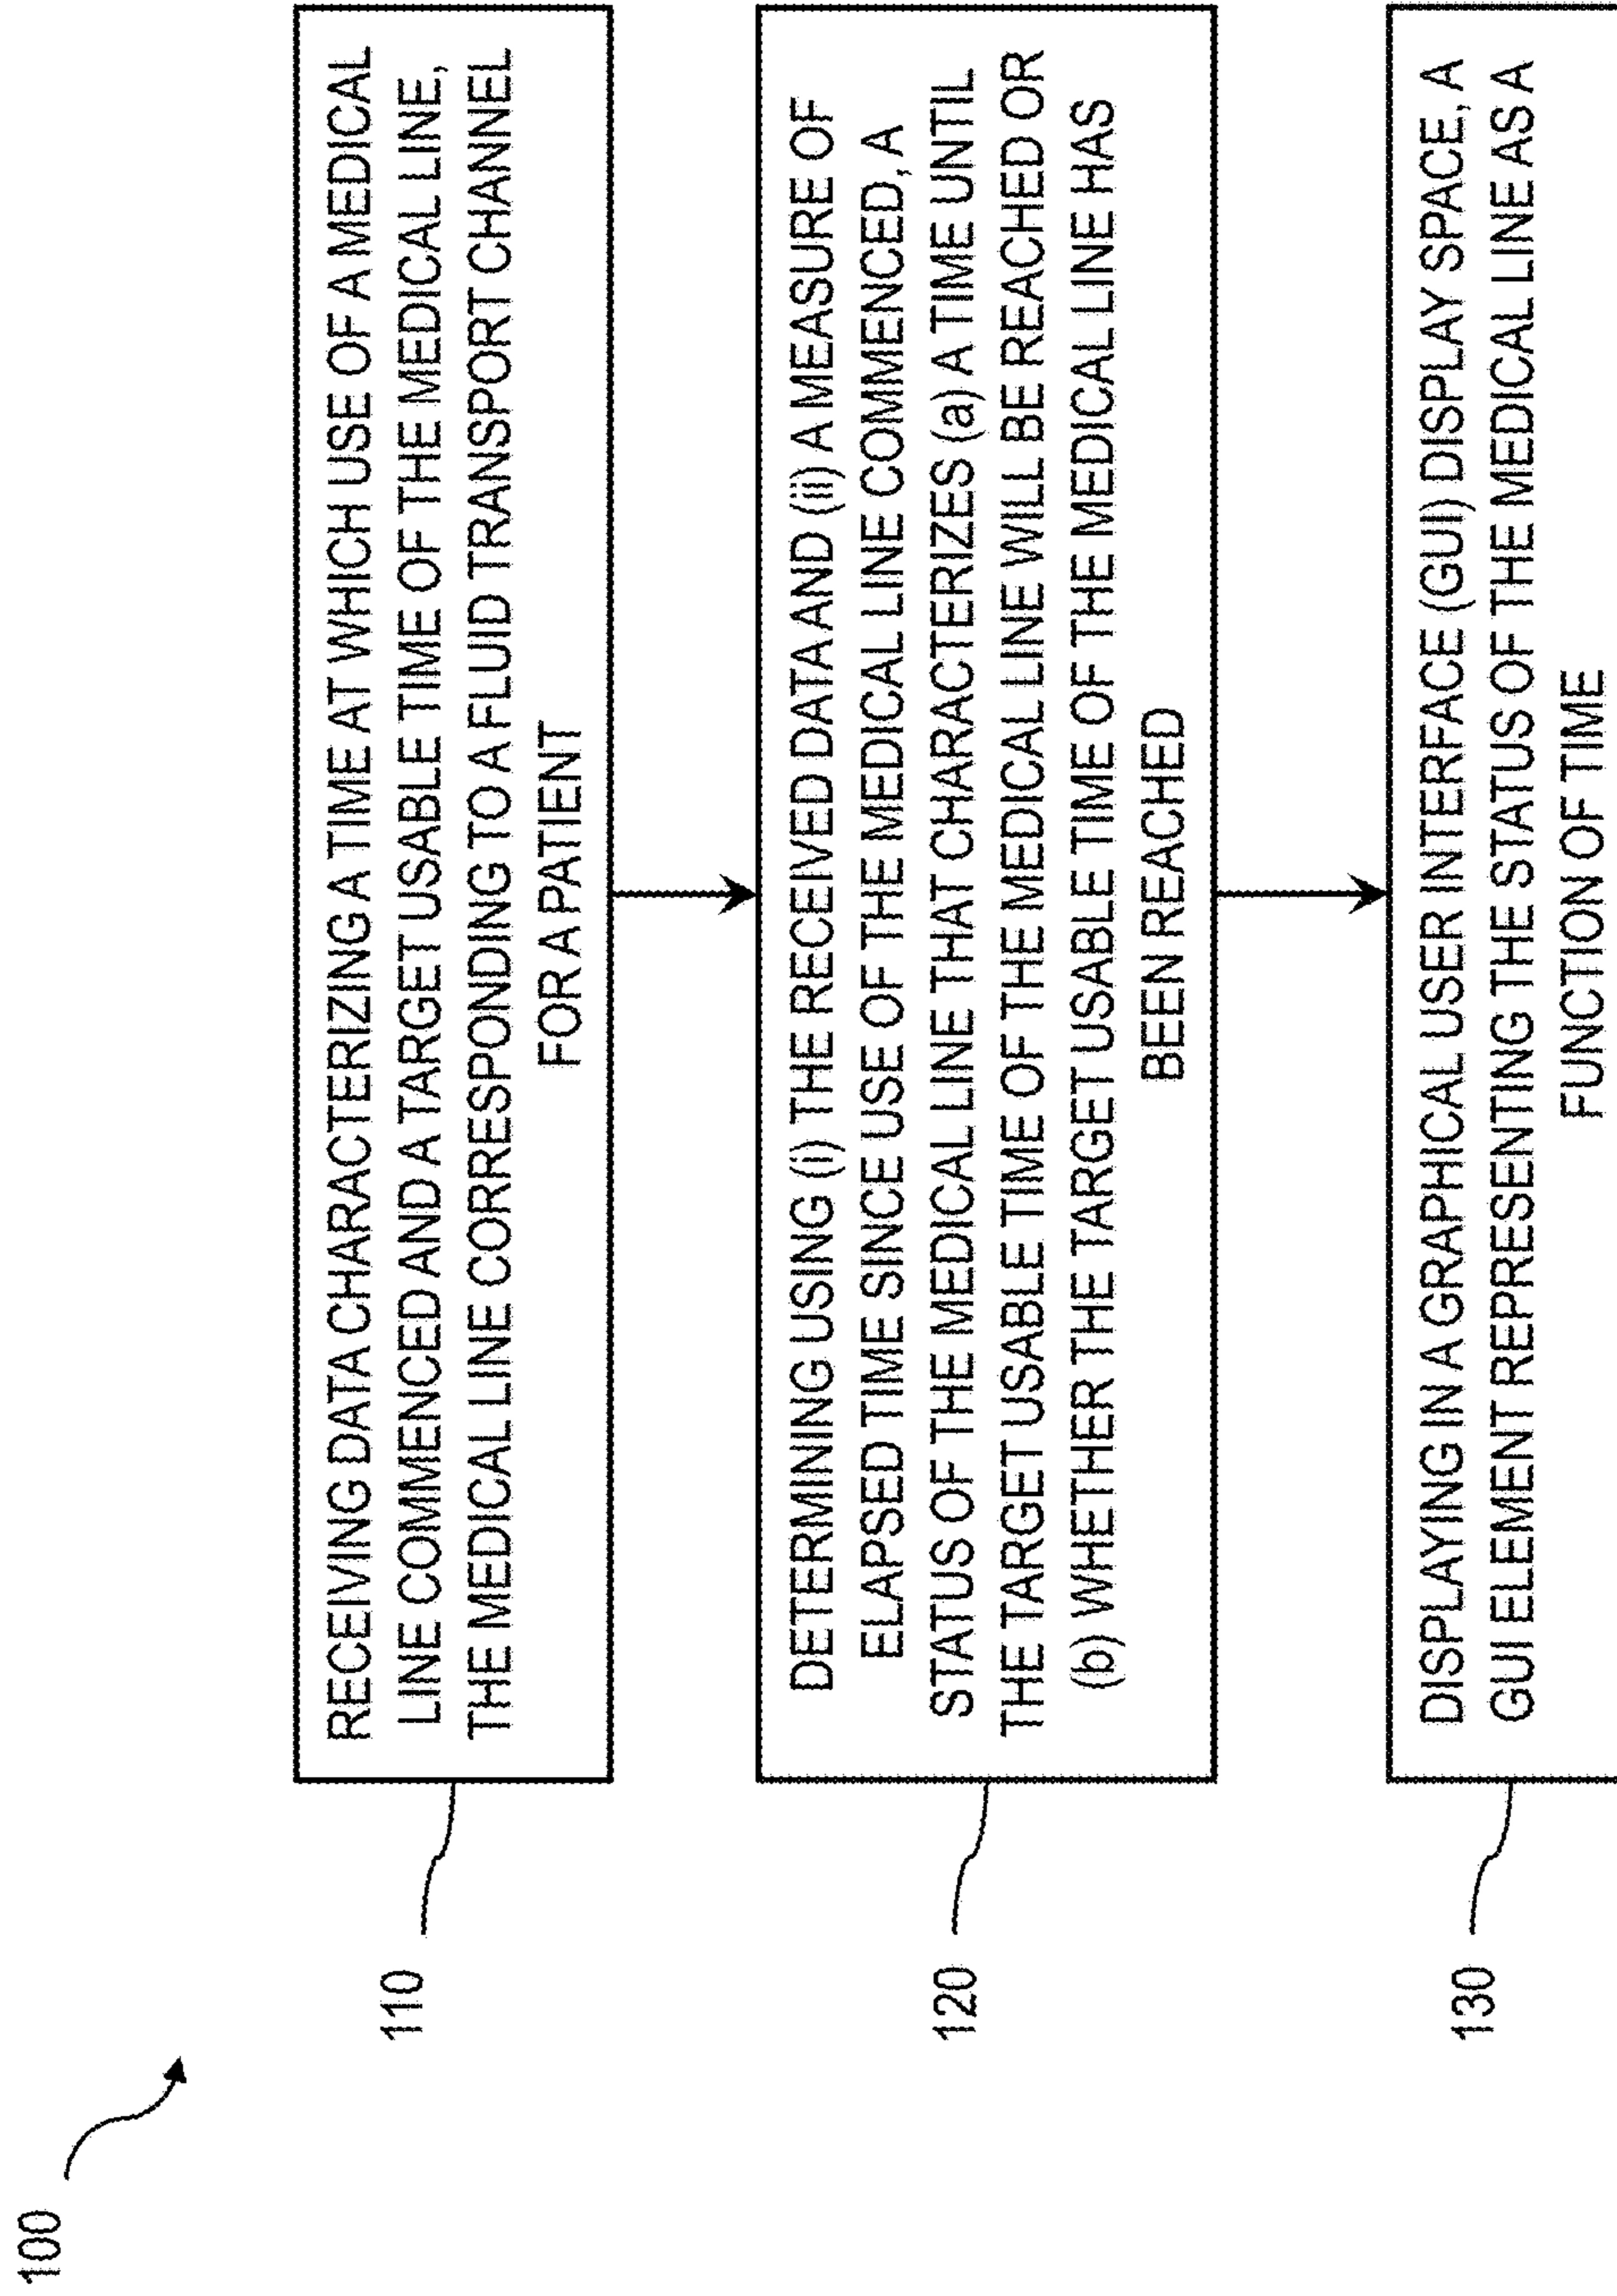 100
110
RECEIVING DATA CHARACTERIZING A TIME AT WHICH USE OF A MEDICAL
LINE COMMENCED AND A TARGET USABLE TIME OF THE MEDICAL LINE,
THE MEDICAL LINE CORRESPONDING TO A FLUID TRANSPORT CHANNEL
FOR A PATIENT
120
DETERMINING USING (i) THE RECEIVED DATA AND (ii) A MEASURE OF
ELAPSED TIME SINCE USE OF THE MEDICAL LINE COMMENCED, A
STATUS OF THE MEDICAL LINE THAT CHARACTERIZES (a) A TIME UNTIL
THE TARGET USABLE TIME OF THE MEDICAL LINE WILL BE REACHED OR
(b) WHETHER THE TARGET USABLE TIME OF THE MEDICAL LINE HAS
BEEN REACHED
130
DISPLAYING IN A GRAPHICAL USER INTERFACE (GUI) DISPLAY SPACE, A
GUI ELEMENT REPRESENTING THE STATUS OF THE MEDICAL LINE AS A
FUNCTION OF TIME